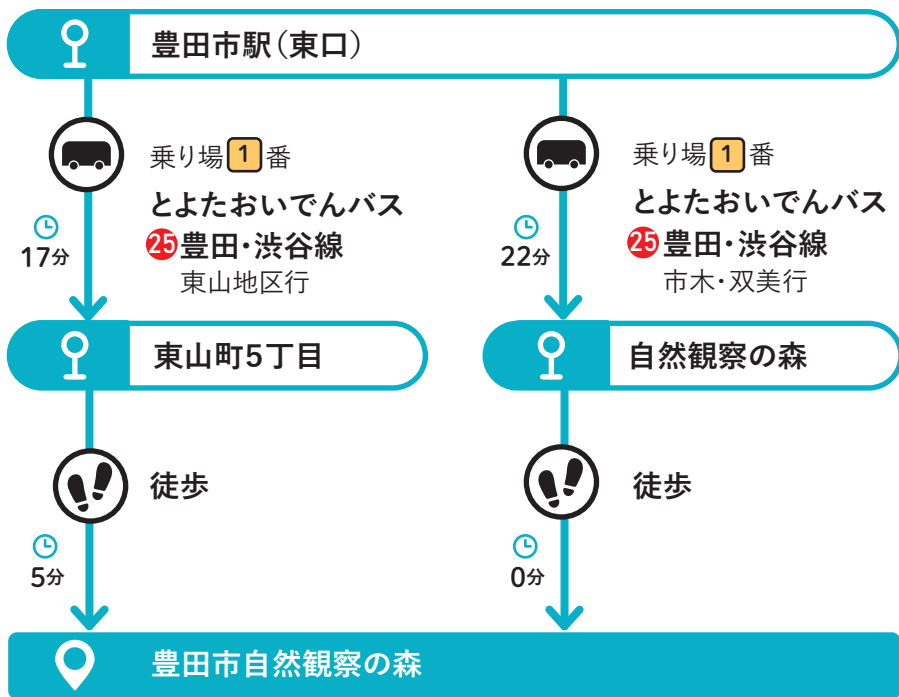 豊田市駅(東口)
乗り場1番
とよたおいでんバス
25豊田・渋谷線
東山地区行
17分
東山町5丁目
徒歩
5分
乗り場1番
とよたおいでんバス
25豊田・渋谷線
市木・双美行
22分
自然観察の森
徒歩
0分
豊田市自然観察の森